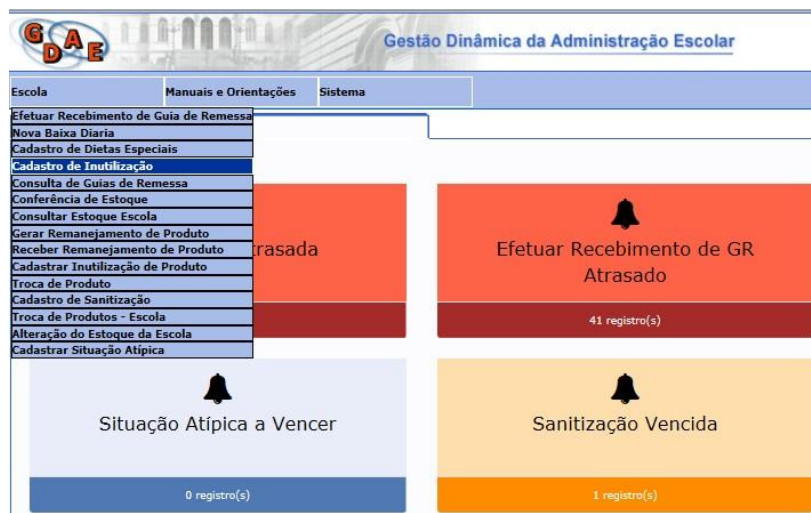 GDAE
Gestão Dinâmica da Administração Escolar
Escola Manuais e Orientações Sistema
Efetuar Recebimento de Guia de Remessa
Nova Baixa Diaria
Cadastro de Dietas Especiais
Cadastro de Inutilização
Consulta de Guias de Remessa
Conferência de Estoque
Consultar Estoque Escola
Gerar Remanejamento de Produto
Receber Remanejamento de Produto
Cadastrar Inutilização de Produto
Troca de Produto
Cadastro de Sanitização
Troca de Produtos - Escola
Alteração do Estoque da Escola
Cadastrar Situação Atípica
trasada
Efetuar Recebimento de GR
Atrasado
41 registro(s)
Situação Atípica a Vencer
0 registro(s)
Sanitização Vencida
1 registro(s)